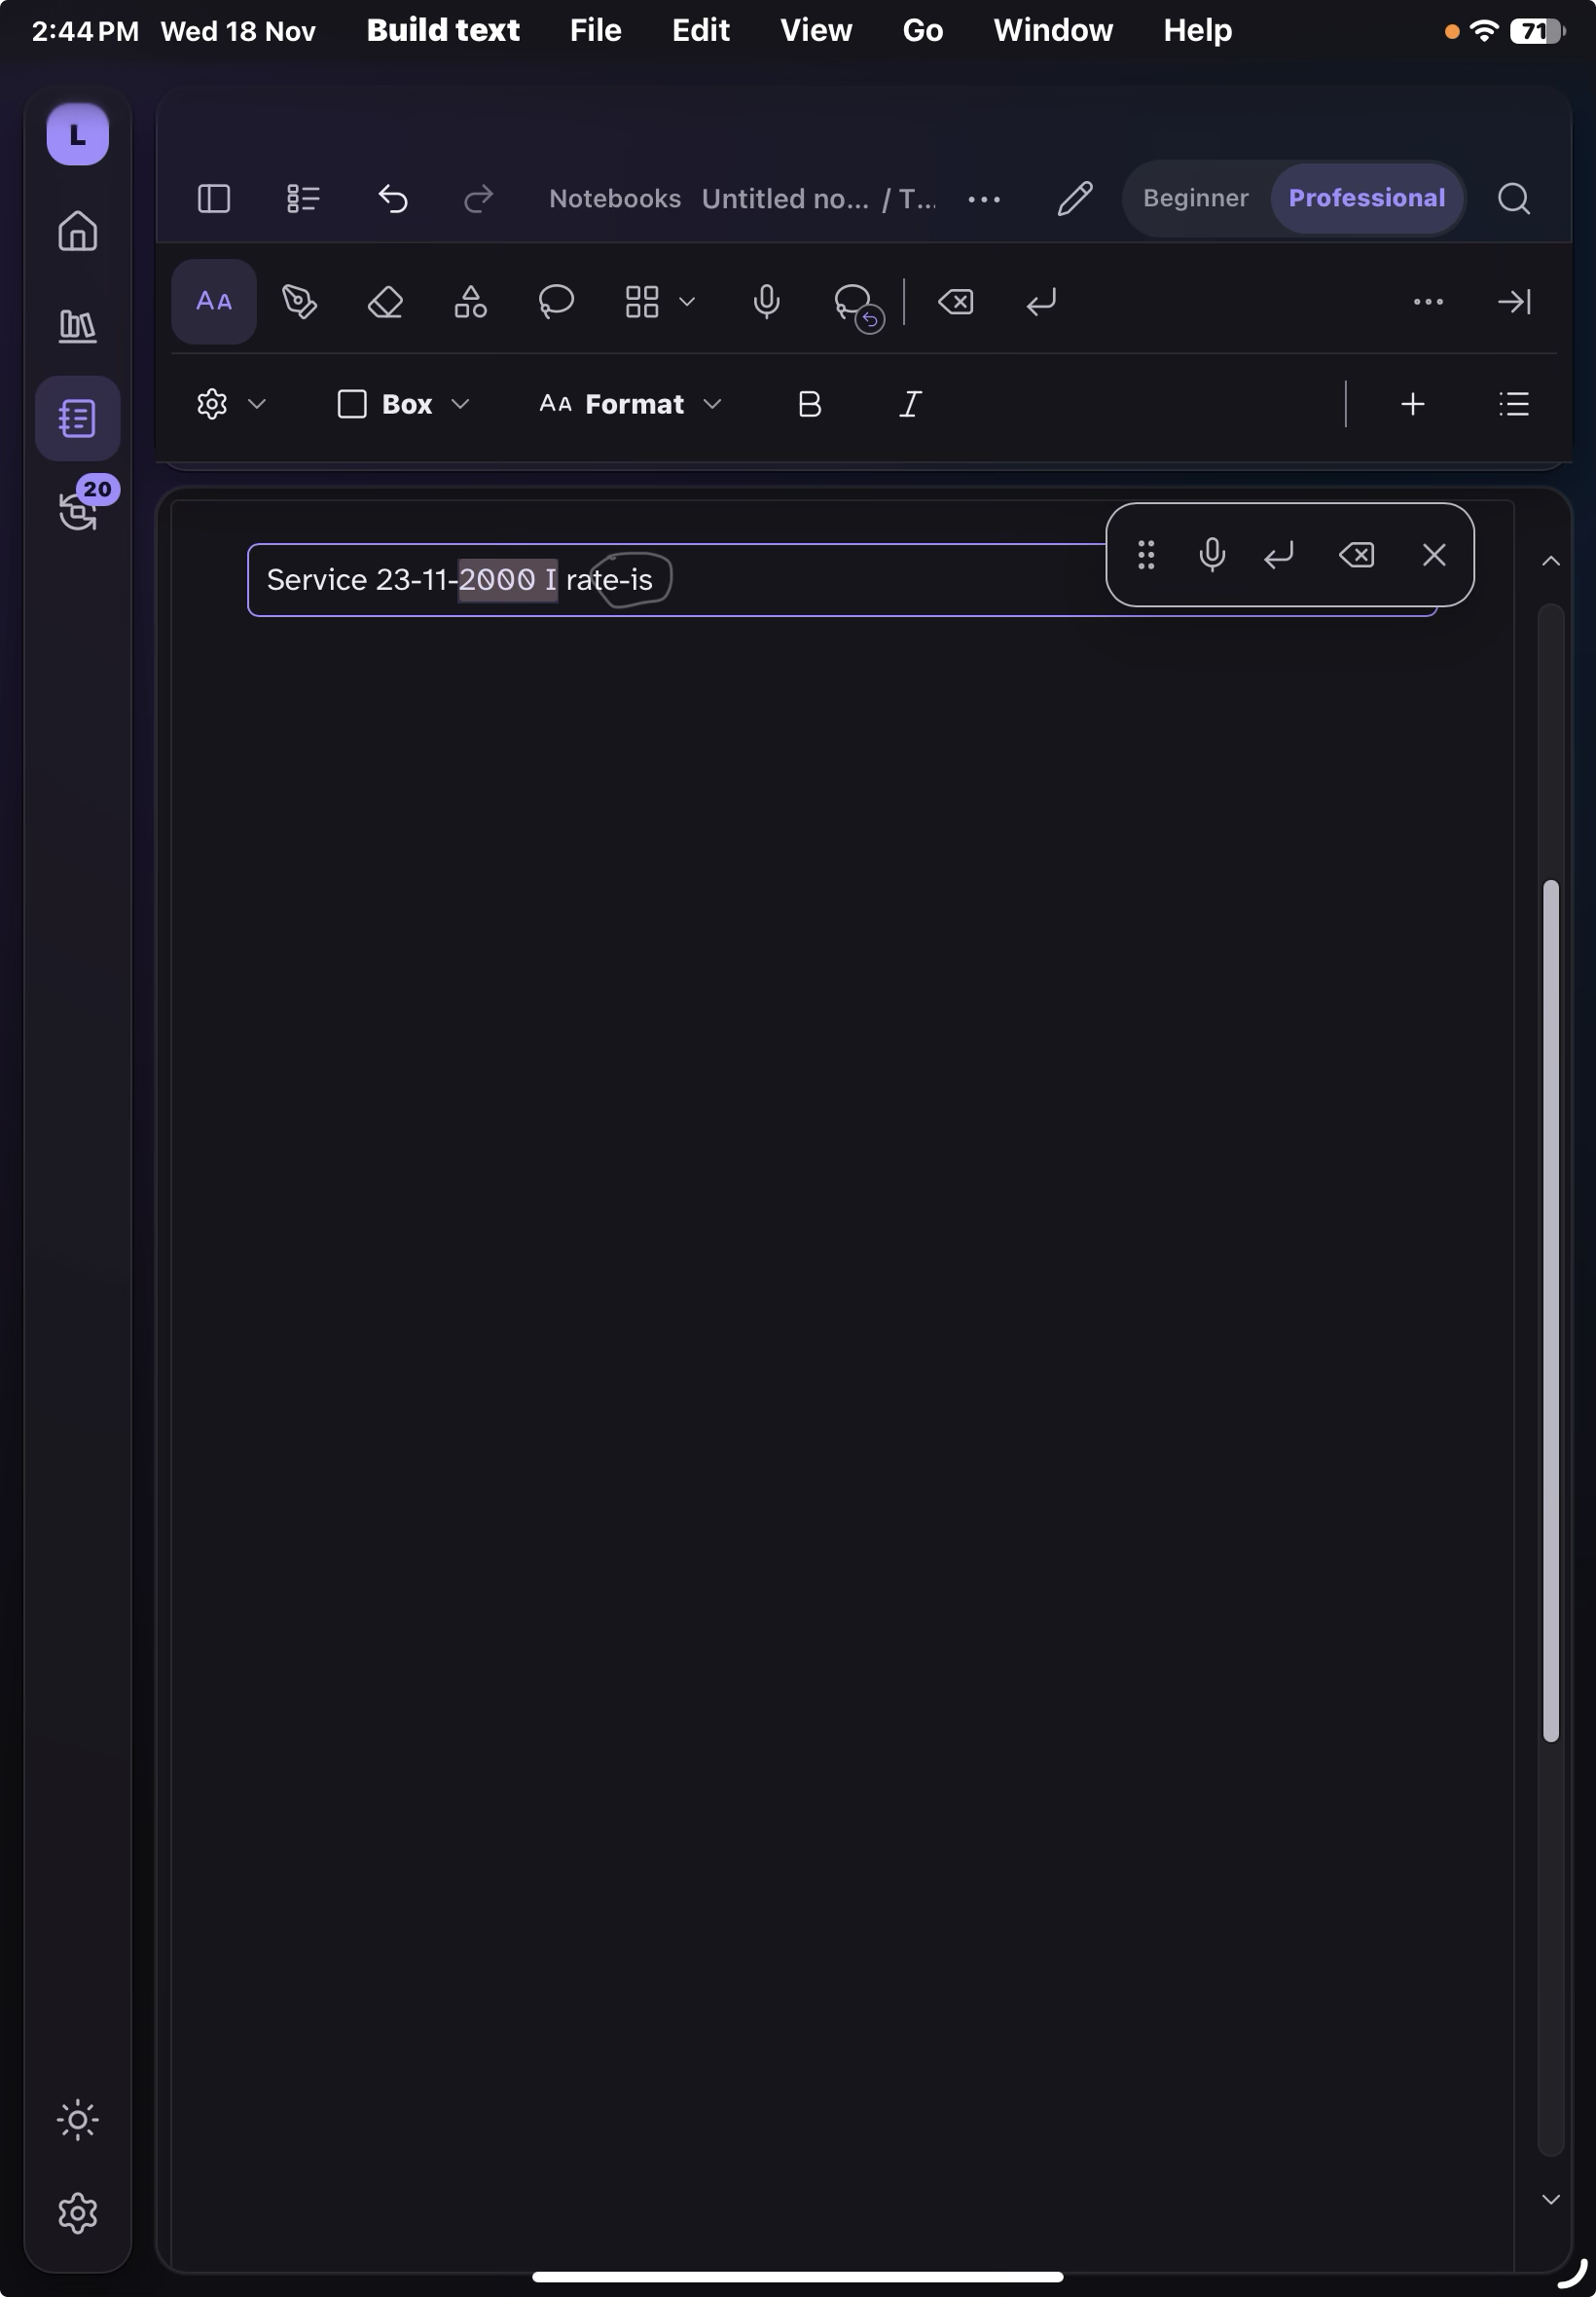 2:44 PM Wed 18 Nov Build text File Edit View Go Window Help 71
L
Notebooks Untitled no... / T... Beginner Professional
AA
Box AA Format B I
20
Service 23-11-2000 I rate-is